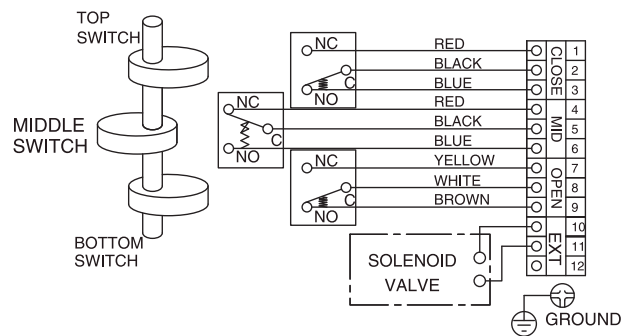 TOP
SWITCH
MIDDLE
SWITCH
BOTTOM
SWITCH
NC
C
NO
RED
BLACK
BLUE
NC
C
NO
RED
BLACK
BLUE
NC
C
NO
YELLOW
WHITE
BROWN
CLOSE
MID
OPEN
EXT
1
2
3
4
5
6
7
8
9
10
11
12
SOLENOID
VALVE
GROUND